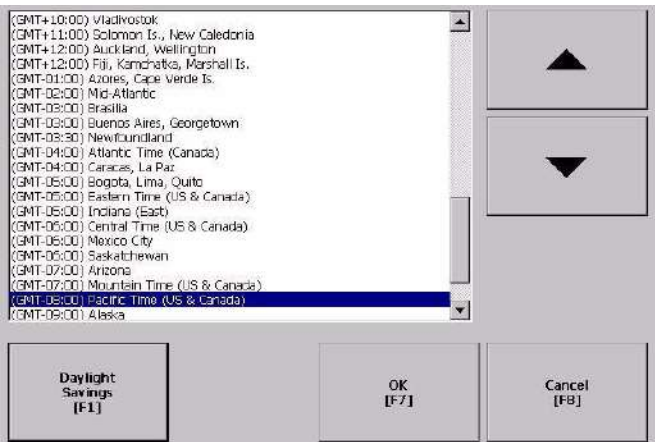 (GMT+10:00) Vladivostok
(GMT+11:00) Solomon Is., New Caledonia
(GMT+12:00) Auckland, Wellington
(GMT+12:00) Fiji, Kamchatka, Marshall Is.
(GMT-01:00) Azores, Cape Verde Is.
(GMT-02:00) Mid-Atlantic
(GMT-03:00) Brasilia
(GMT-03:00) Buenos Aires, Georgetown
(GMT-03:30) Newfoundland
(GMT-04:00) Atlantic Time (Canada)
(GMT-04:00) Caracas, La Paz
(GMT-05:00) Bogota, Lima, Quito
(GMT-05:00) Eastern Time (US & Canada)
(GMT-05:00) Indiana (East)
(GMT-06:00) Central Time (US & Canada)
(GMT-06:00) Mexico City
(GMT-06:00) Saskatchewan
(GMT-07:00) Arizona
(GMT-07:00) Mountain Time (US & Canada)
(GMT-08:00) Pacific Time (US & Canada)
(GMT-09:00) Alaska
Daylight
Savings
[F1]
OK
[F7]
Cancel
[F8]